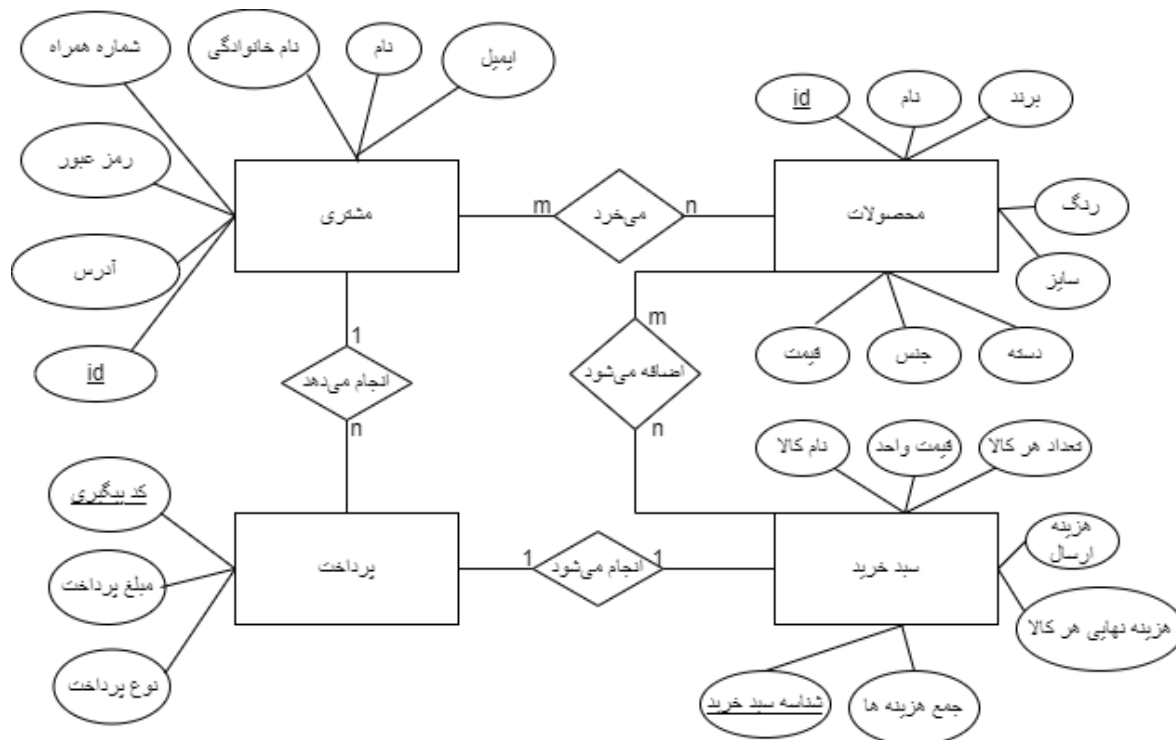 شماره همراه
نام خانوادگی
نام
ایمیل
id
نام
برند
رمز عبور
مشتری
m
می‌خرد
n
محصولات
رنگ
آدرس
سایز
id
1
انجام می‌دهد
n
m
اضافه می‌شود
n
قیمت
جنس
دسته
نام کالا
قیمت واحد
تعداد هر کالا
کد پیگیری
مبلغ پرداخت
نوع پرداخت
پرداخت
1
انجام می‌شود
1
سبد خرید
هزینه
ارسال
هزینه نهایی هر کالا
شناسه سبد خرید
جمع هزینه ها